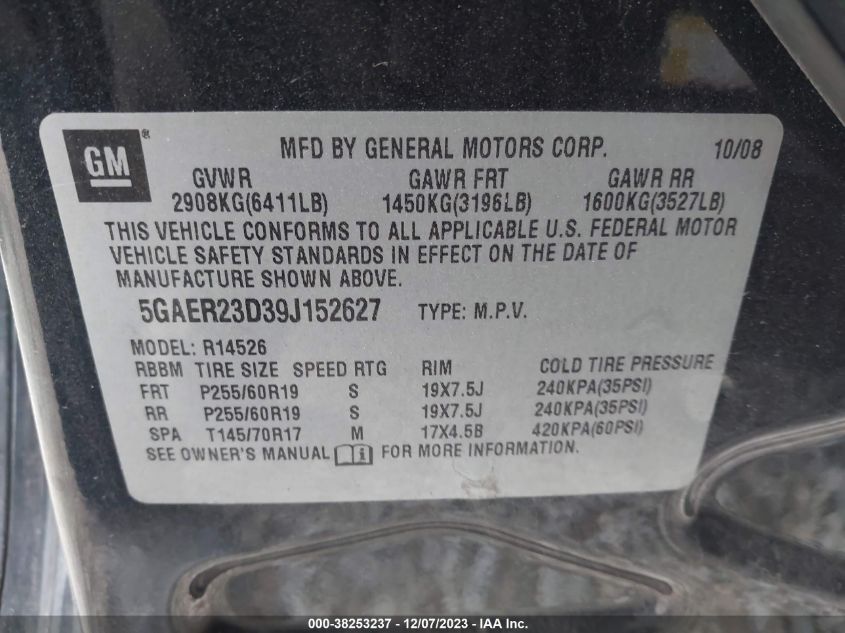 GM ® MFD BY GENERAL MOTORS CORP. 10/08
GVWR GAWR FRT GAWR RR
2908KG(6411LB) 1450KG(3196LB) 1600KG(3527LB)
THIS VEHICLE CONFORMS TO ALL APPLICABLE U.S. FEDERAL MOTOR
VEHICLE SAFETY STANDARDS IN EFFECT ON THE DATE OF
MANUFACTURE SHOWN ABOVE.
5GAER23D39J152627 TYPE: M.P.V.
MODEL: R14526
RBBM TIRE SIZE SPEED RTG RIM COLD TIRE PRESSURE
FRT P255/60R19 S 19X7.5J 240KPA(35PSI)
RR P255/60R19 S 19X7.5J 240KPA(35PSI)
SPA T145/70R17 M 17X4.5B 420KPA(60PSI)
SEE OWNER'S MANUAL i FOR MORE INFORMATION.
000-38253237 - 12/07/2023 - IAA Inc.